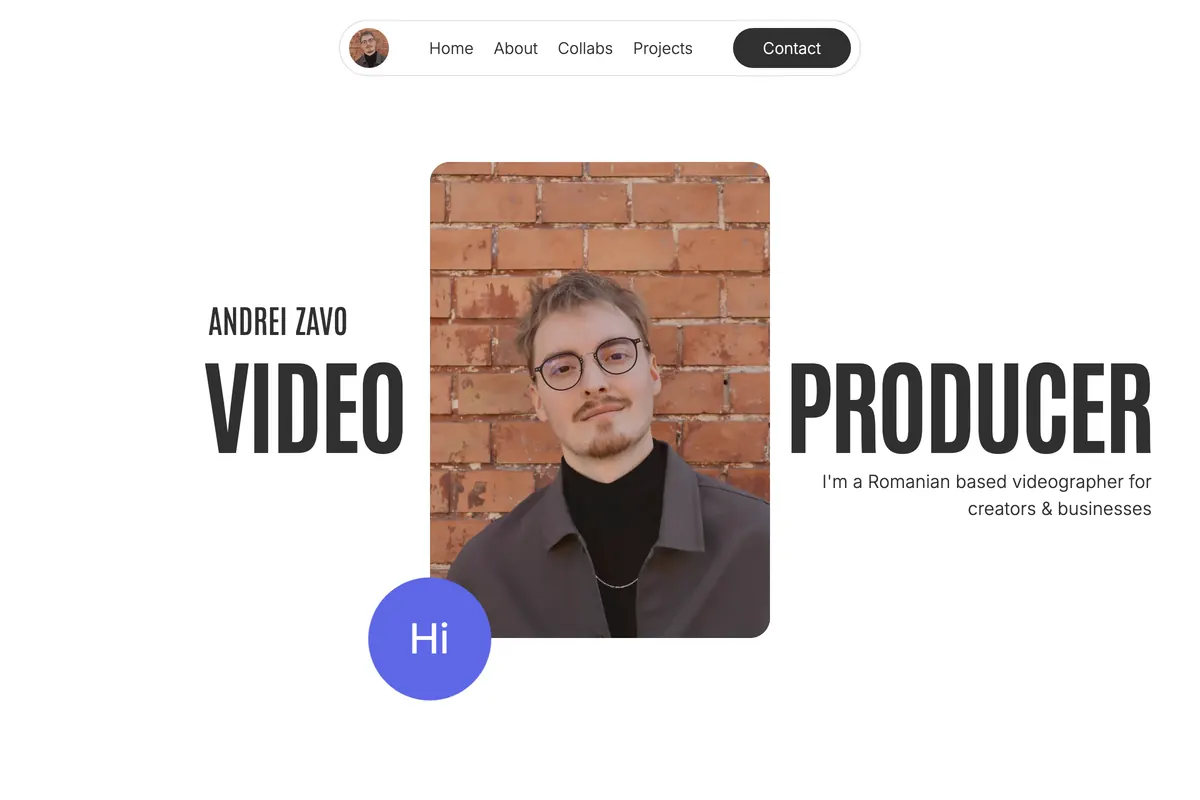 Home About Collabs Projects Contact
ANDREI ZAVO
VIDEO PRODUCER
I'm a Romanian based videographer for
creators & businesses
Hi